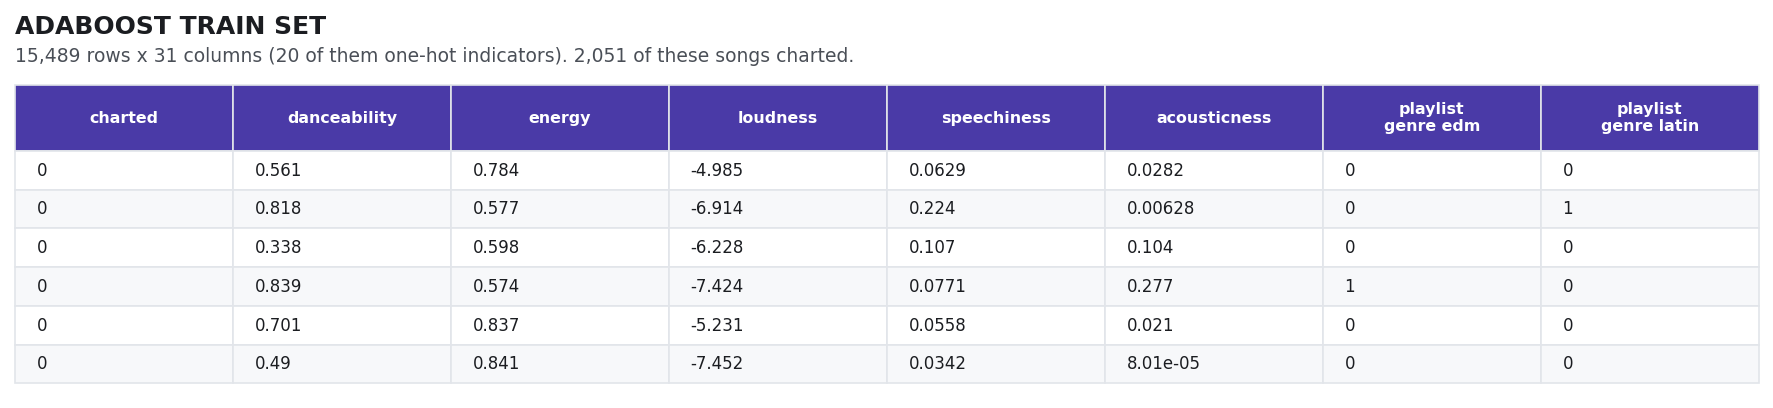 ADABOOST TRAIN SET
15,489 rows x 31 columns (20 of them one-hot indicators). 2,051 of these songs charted.
charted danceability energy loudness speechiness acousticness playlist genre edm playlist genre latin
0 0.561 0.784 -4.985 0.0629 0.0282 0 0
0 0.818 0.577 -6.914 0.224 0.00628 0 1
0 0.338 0.598 -6.228 0.107 0.104 0 0
0 0.839 0.574 -7.424 0.0771 0.277 1 0
0 0.701 0.837 -5.231 0.0558 0.021 0 0
0 0.49 0.841 -7.452 0.0342 8.01e-05 0 0